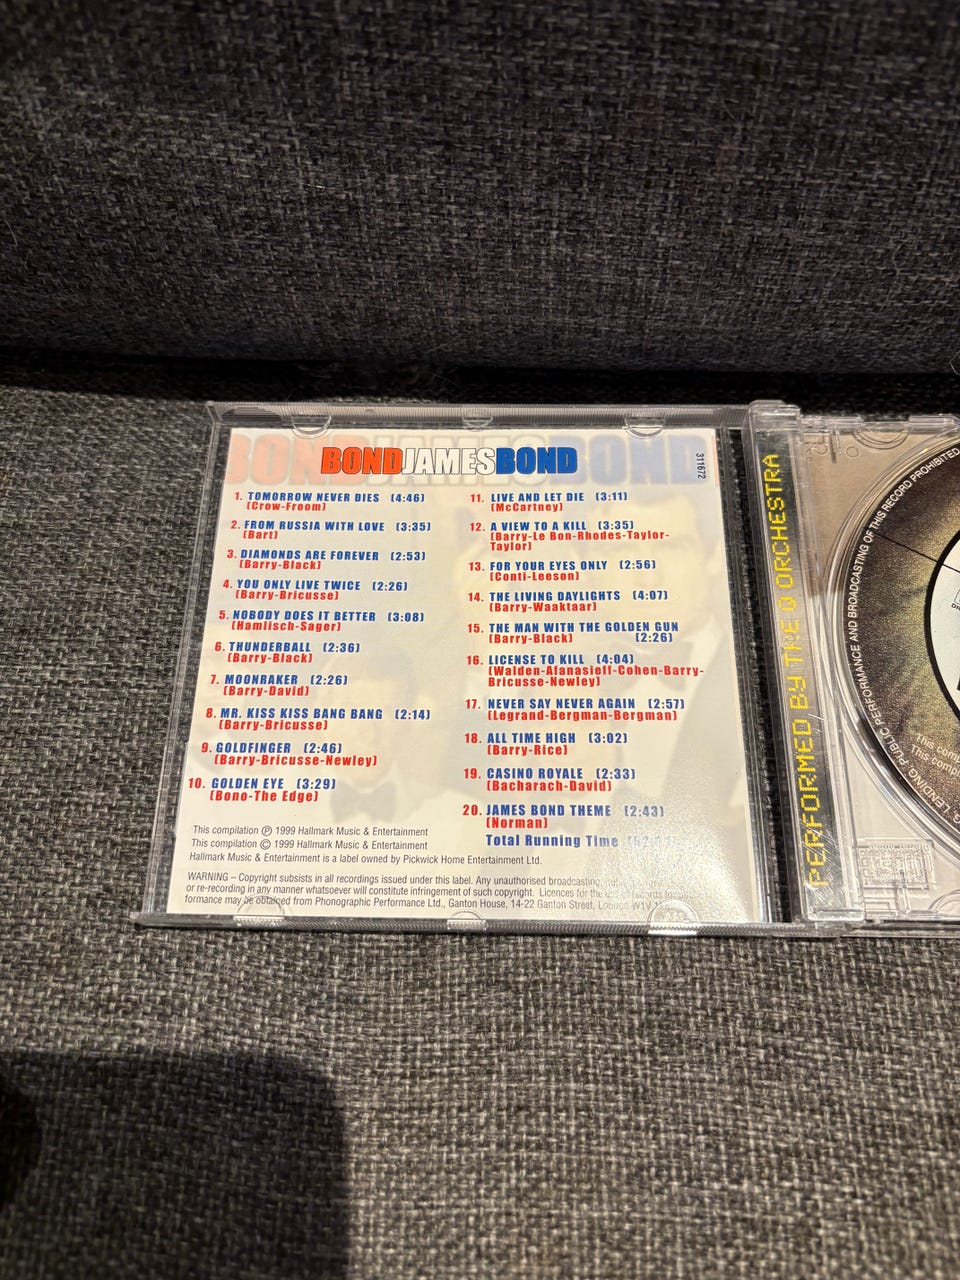 BONDJAMESBOND
311672
1. TOMORROW NEVER DIES (4:46)
(Crow-Froom)
2. FROM RUSSIA WITH LOVE (3:35)
(Bart)
3. DIAMONDS ARE FOREVER (2:53)
(Barry-Black)
4. YOU ONLY LIVE TWICE (2:26)
(Barry-Bricusse)
5. NOBODY DOES IT BETTER (3:08)
(Hamlisch-Sager)
6. THUNDERBALL (2:36)
(Barry-Black)
7. MOONRAKER (2:26)
(Barry-David)
8. MR. KISS KISS BANG BANG (2:14)
(Barry-Bricusse)
9. GOLDFINGER (2:46)
(Barry-Bricusse-Newley)
10. GOLDEN EYE (3:29)
(Bono-The Edge)
11. LIVE AND LET DIE (3:11)
(McCartney)
12. A VIEW TO A KILL (3:35)
(Barry-Le Bon-Rhodes-Taylor-
Taylor)
13. FOR YOUR EYES ONLY (2:56)
(Conti-Leeson)
14. THE LIVING DAYLIGHTS (4:07)
(Barry-Waaktaar)
15. THE MAN WITH THE GOLDEN GUN
(Barry-Black) (2:26)
16. LICENSE TO KILL (4:04)
(Walden-Afanasieff-Cohen-Barry-
Bricusse-Newley)
17. NEVER SAY NEVER AGAIN (2:57)
(Legrand-Bergman-Bergman)
18. ALL TIME HIGH (3:02)
(Barry-Rice)
19. CASINO ROYALE (2:33)
(Bacharach-David)
20. JAMES BOND THEME (2:43)
(Norman)
Total Running Time
This compilation ℗ 1999 Hallmark Music & Entertainment
This compilation © 1999 Hallmark Music & Entertainment
Hallmark Music & Entertainment is a label owned by Pickwick Home Entertainment Ltd.
WARNING – Copyright subsists in all recordings issued under this label. Any unauthorised broadcasting,
or re-recording in any manner whatsoever will constitute infringement of such copyright. Licences for the
formance may be obtained from Phonographic Performance Ltd., Ganton House, 14-22 Ganton Street, London W1V
PERFORMED BY THE Q ORCHESTRA
LENDING, PUBLIC PERFORMANCE AND BROADCASTING OF THIS RECORD PROHIBITED
This
This